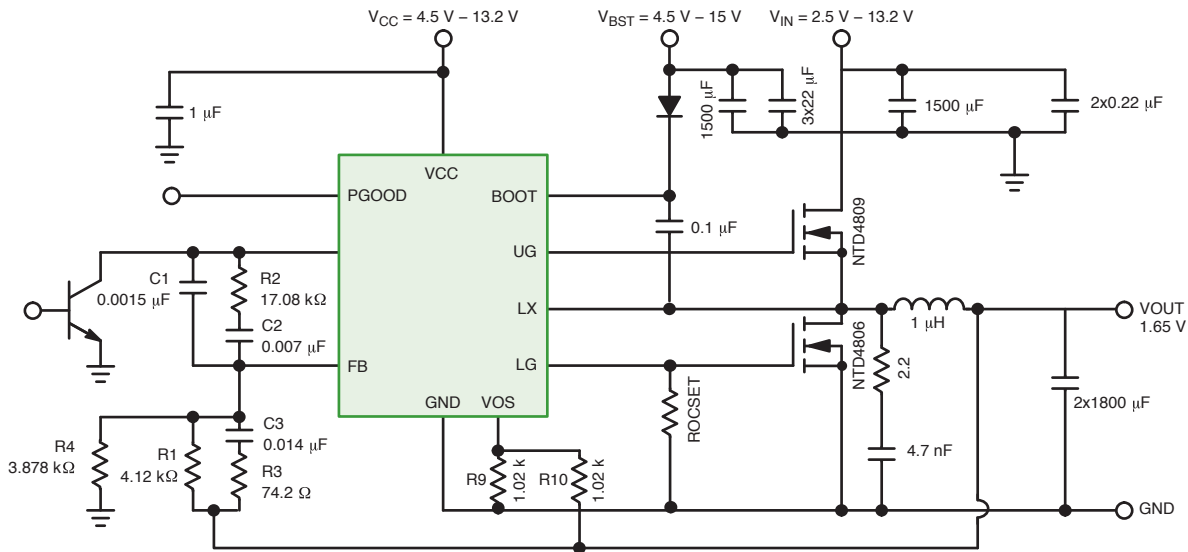 VCC = 4.5 V – 13.2 V
VBST = 4.5 V – 15 V
VIN = 2.5 V – 13.2 V
1 µF
1500 µF
3x22 µF
1500 µF
2x0.22 µF
VCC
PGOOD
BOOT
0.1 µF
UG
NTD4809
C1
0.0015 µF
R2
17.08 kΩ
C2
0.007 µF
LX
1 µH
VOUT
1.65 V
FB
LG
NTD4806
2.2
GND
VOS
ROCSET
2x1800 µF
R4
3.878 kΩ
R1
4.12 kΩ
C3
0.014 µF
R3
74.2 Ω
R9
1.02 k
R10
1.02 k
4.7 nF
GND